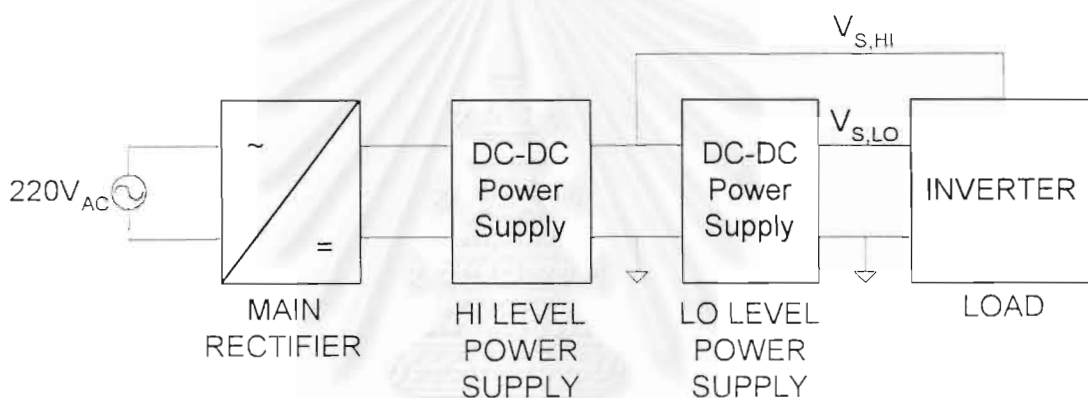 V_S,HI
V_S,LO
220V_AC
~
=
DC-DC
Power
Supply
DC-DC
Power
Supply
INVERTER
MAIN
RECTIFIER
HI LEVEL
POWER
SUPPLY
LO LEVEL
POWER
SUPPLY
LOAD